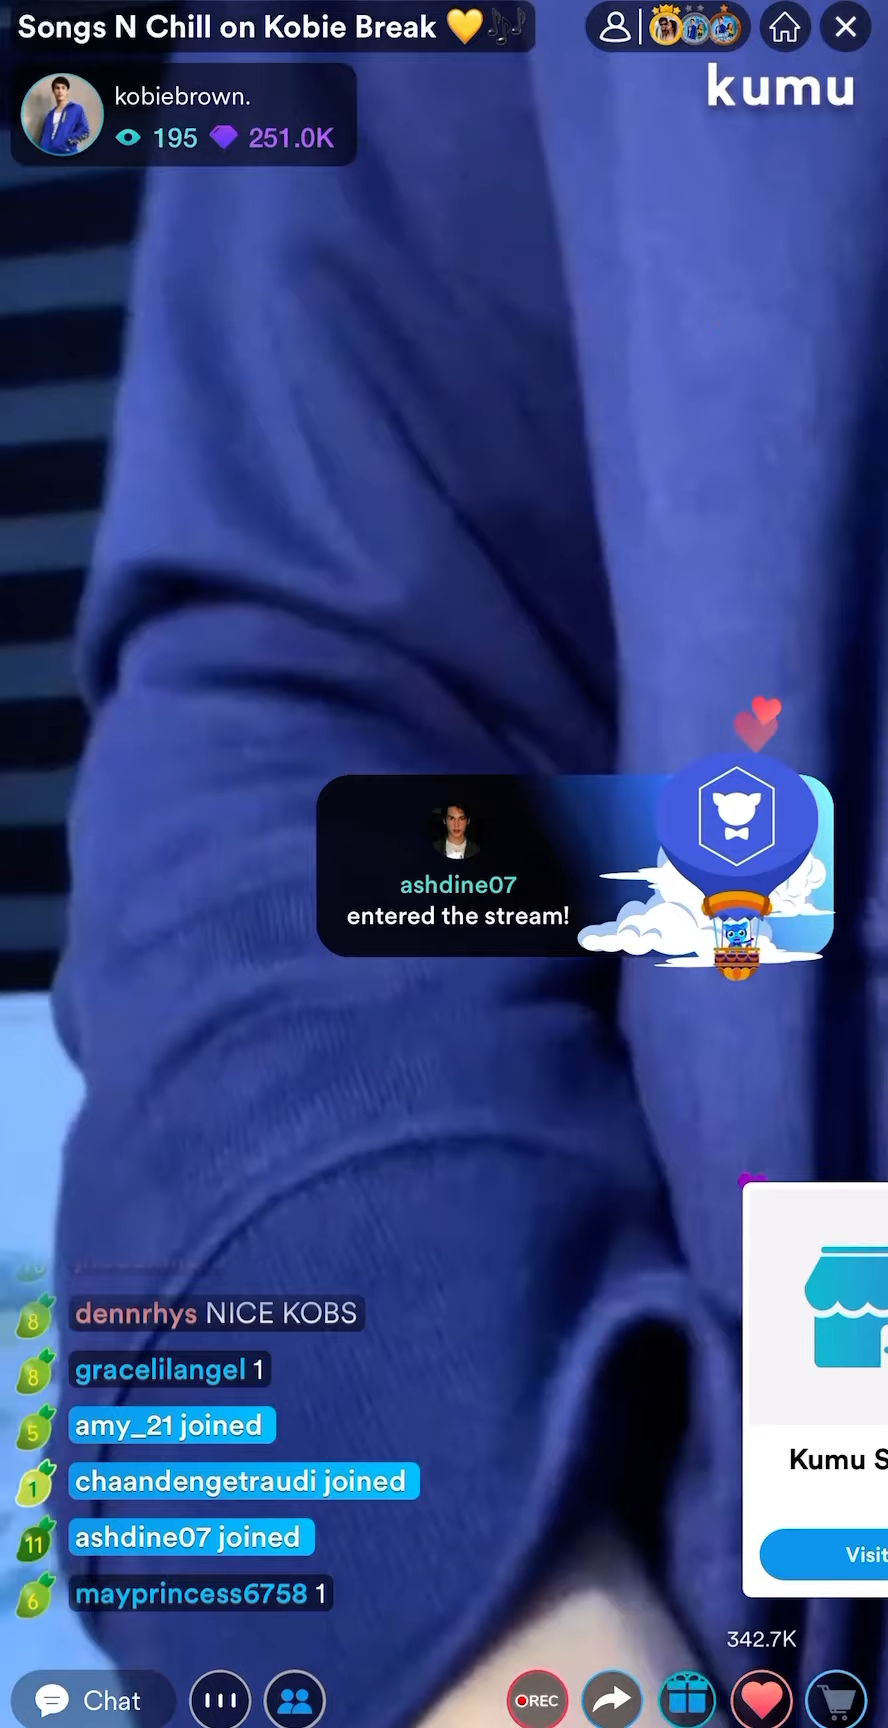 Songs N Chill on Kobie Break 💛🎶
kumu
kobiebrown.
195 251.0K
ashdine07
entered the stream!
8 dennrhys NICE KOBS
8 gracelilangel 1
5 amy_21 joined
1 chaandengetraudi joined
11 ashdine07 joined
6 mayprincess6758 1
Kumu S
Visit
342.7K
Chat
REC